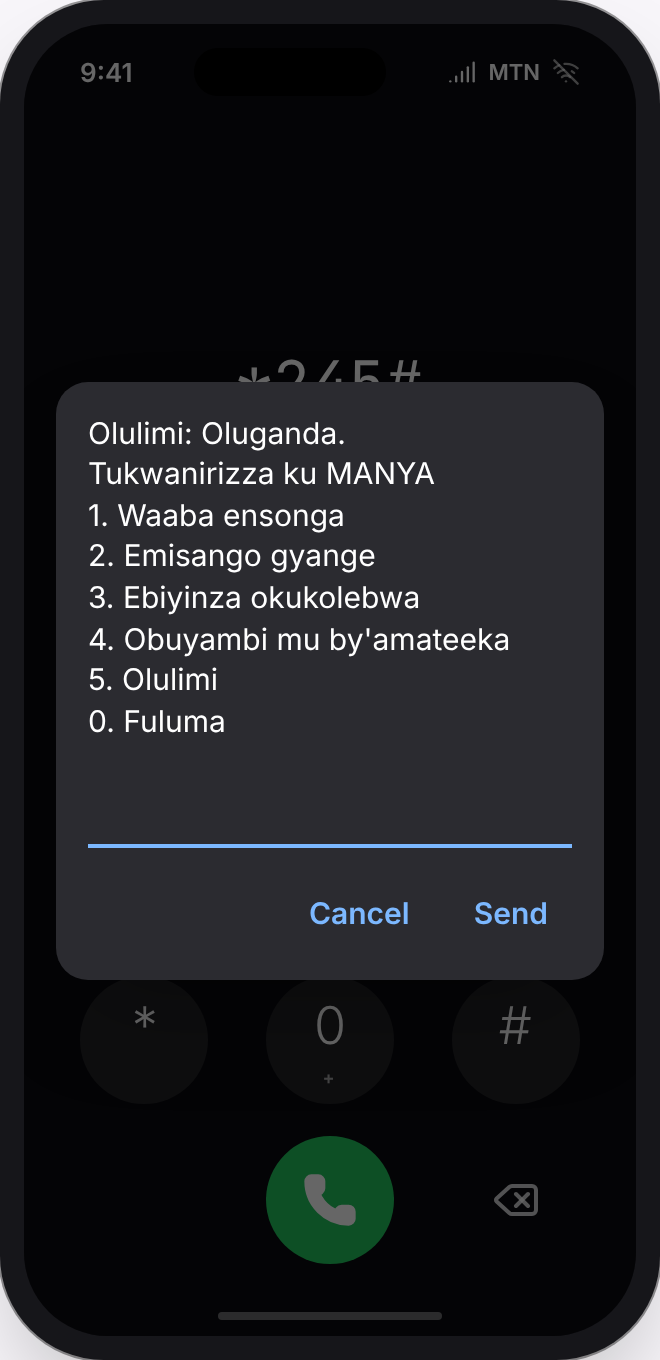 9:41 MTN
*245#
Olulimi: Oluganda.
Tukwanirizza ku MANYA
1. Waaba ensonga
2. Emisango gyange
3. Ebiyinza okukolebwa
4. Obuyambi mu by'amateeka
5. Olulimi
0. Fuluma
Cancel Send
* 0 #
+